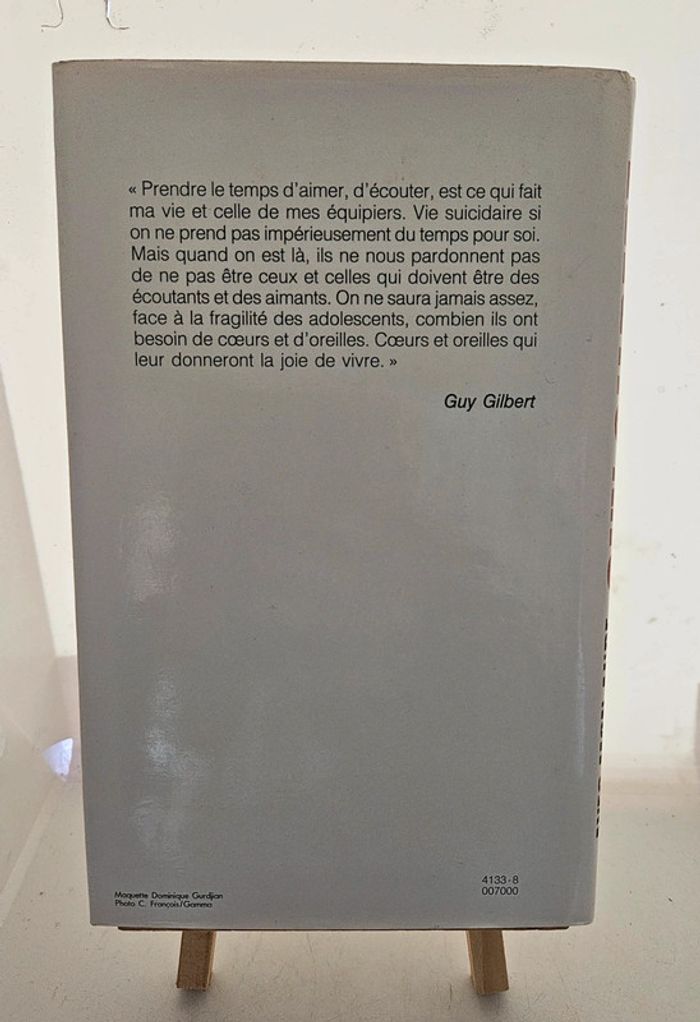 « Prendre le temps d'aimer, d'écouter, est ce qui fait
ma vie et celle de mes équipiers. Vie suicidaire si
on ne prend pas impérieusement du temps pour soi.
Mais quand on est là, ils ne nous pardonnent pas
de ne pas être ceux et celles qui doivent être des
écoutants et des aimants. On ne saura jamais assez,
face à la fragilité des adolescents, combien ils ont
besoin de cœurs et d'oreilles. Cœurs et oreilles qui
leur donneront la joie de vivre. »
Guy Gilbert
4133-8
007000
Maquette Dominique Gurdjian
Photo C. François/Gamma